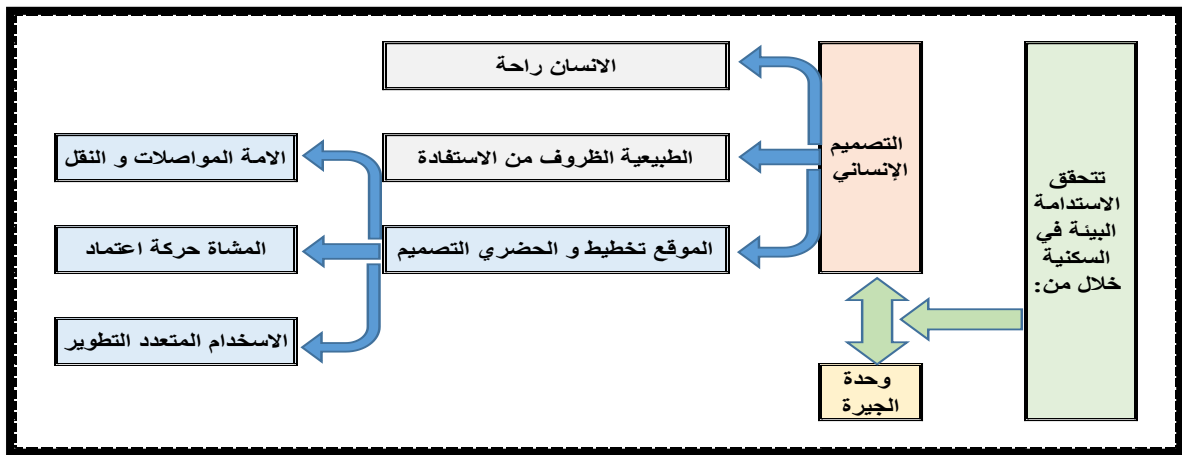 تتحقق
الاستدامة
البيئة في
السكنية
خلال من:
التصميم
الإنساني
وحدة
الجيرة
الانسان راحة
الطبيعية الظروف من الاستفادة
الموقع تخطيط و الحضري التصميم
الامة المواصلات و النقل
المشاة حركة اعتماد
الاسخدام المتعدد التطوير